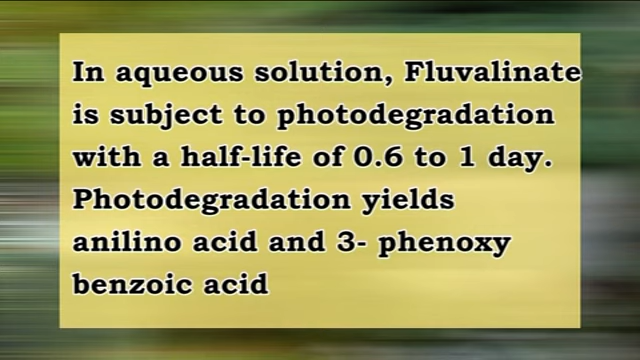 In aqueous solution, Fluvalinate
is subject to photodegradation
with a half-life of 0.6 to 1 day.
Photodegradation yields
anilino acid and 3- phenoxy
benzoic acid